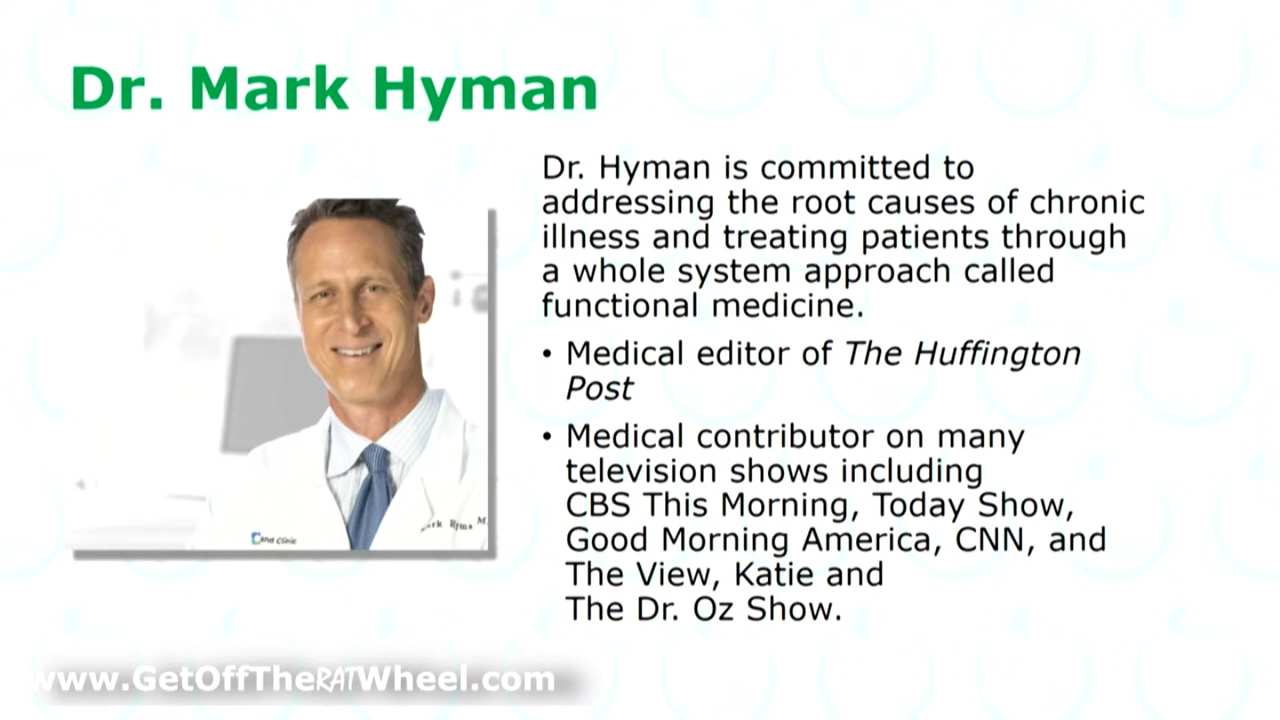 Dr. Mark Hyman
Dr. Hyman is committed to
addressing the root causes of chronic
illness and treating patients through
a whole system approach called
functional medicine.
• Medical editor of The Huffington
Post
• Medical contributor on many
television shows including
CBS This Morning, Today Show,
Good Morning America, CNN, and
The View, Katie and
The Dr. Oz Show.
Clinic
www.GetOffTheRATWheel.com